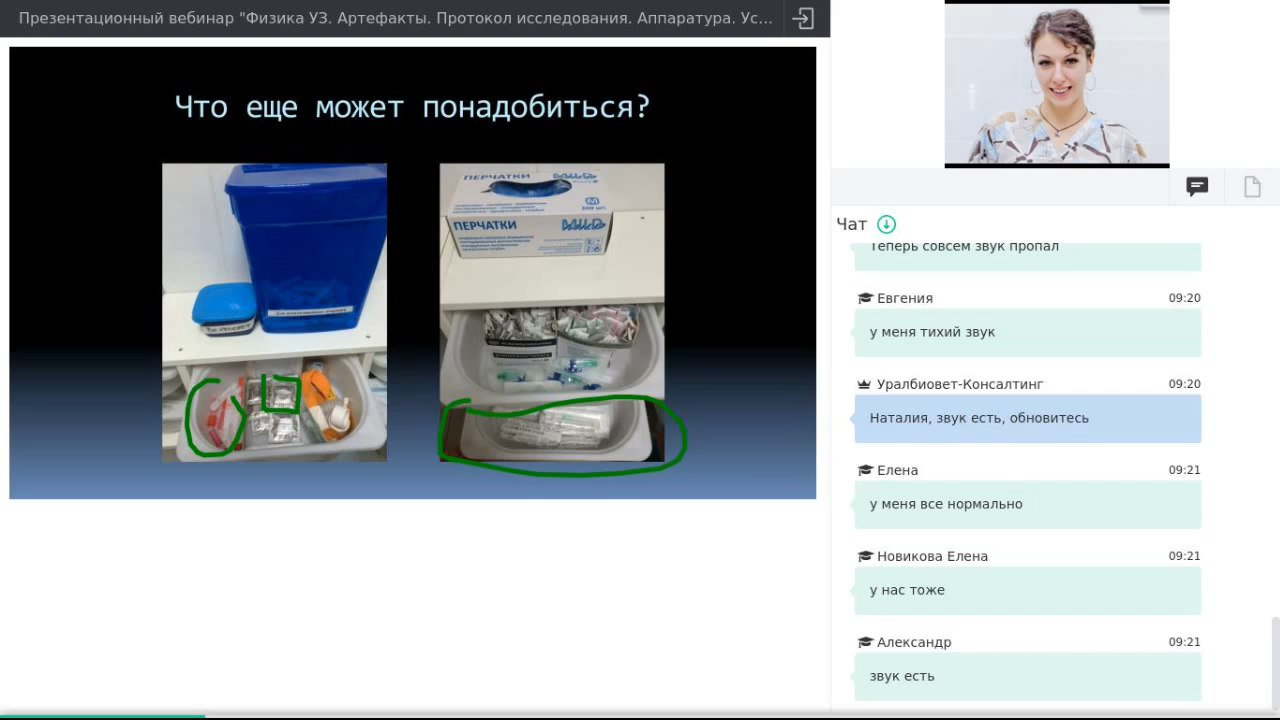 Презентационный вебинар "Физика УЗ. Артефакты. Протокол исследования. Аппаратура. Ус...
Что еще может понадобиться?
ПЕРЧАТКИ
M
ПЕРЧАТКИ
Чат
Теперь совсем звук пропал
Евгения 09:20
у меня тихий звук
Уралбиовет-Консалтинг 09:20
Наталия, звук есть, обновитесь
Елена 09:21
у меня все нормально
Новикова Елена 09:21
у нас тоже
Александр 09:21
звук есть